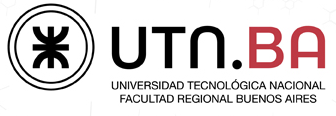 UTN.BA
UNIVERSIDAD TECNOLÓGICA NACIONAL
FACULTAD REGIONAL BUENOS AIRES